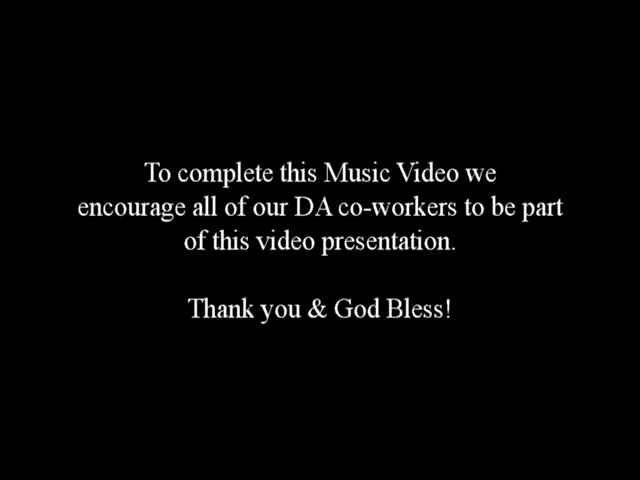 To complete this Music Video we
encourage all of our DA co-workers to be part
of this video presentation.
Thank you & God Bless!